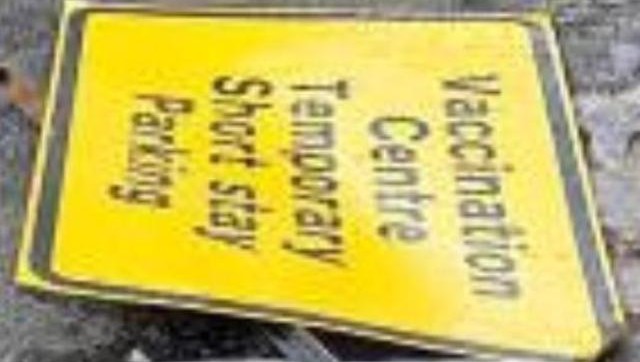 Vaccination
Centre
Temporary
Short stay
Parking